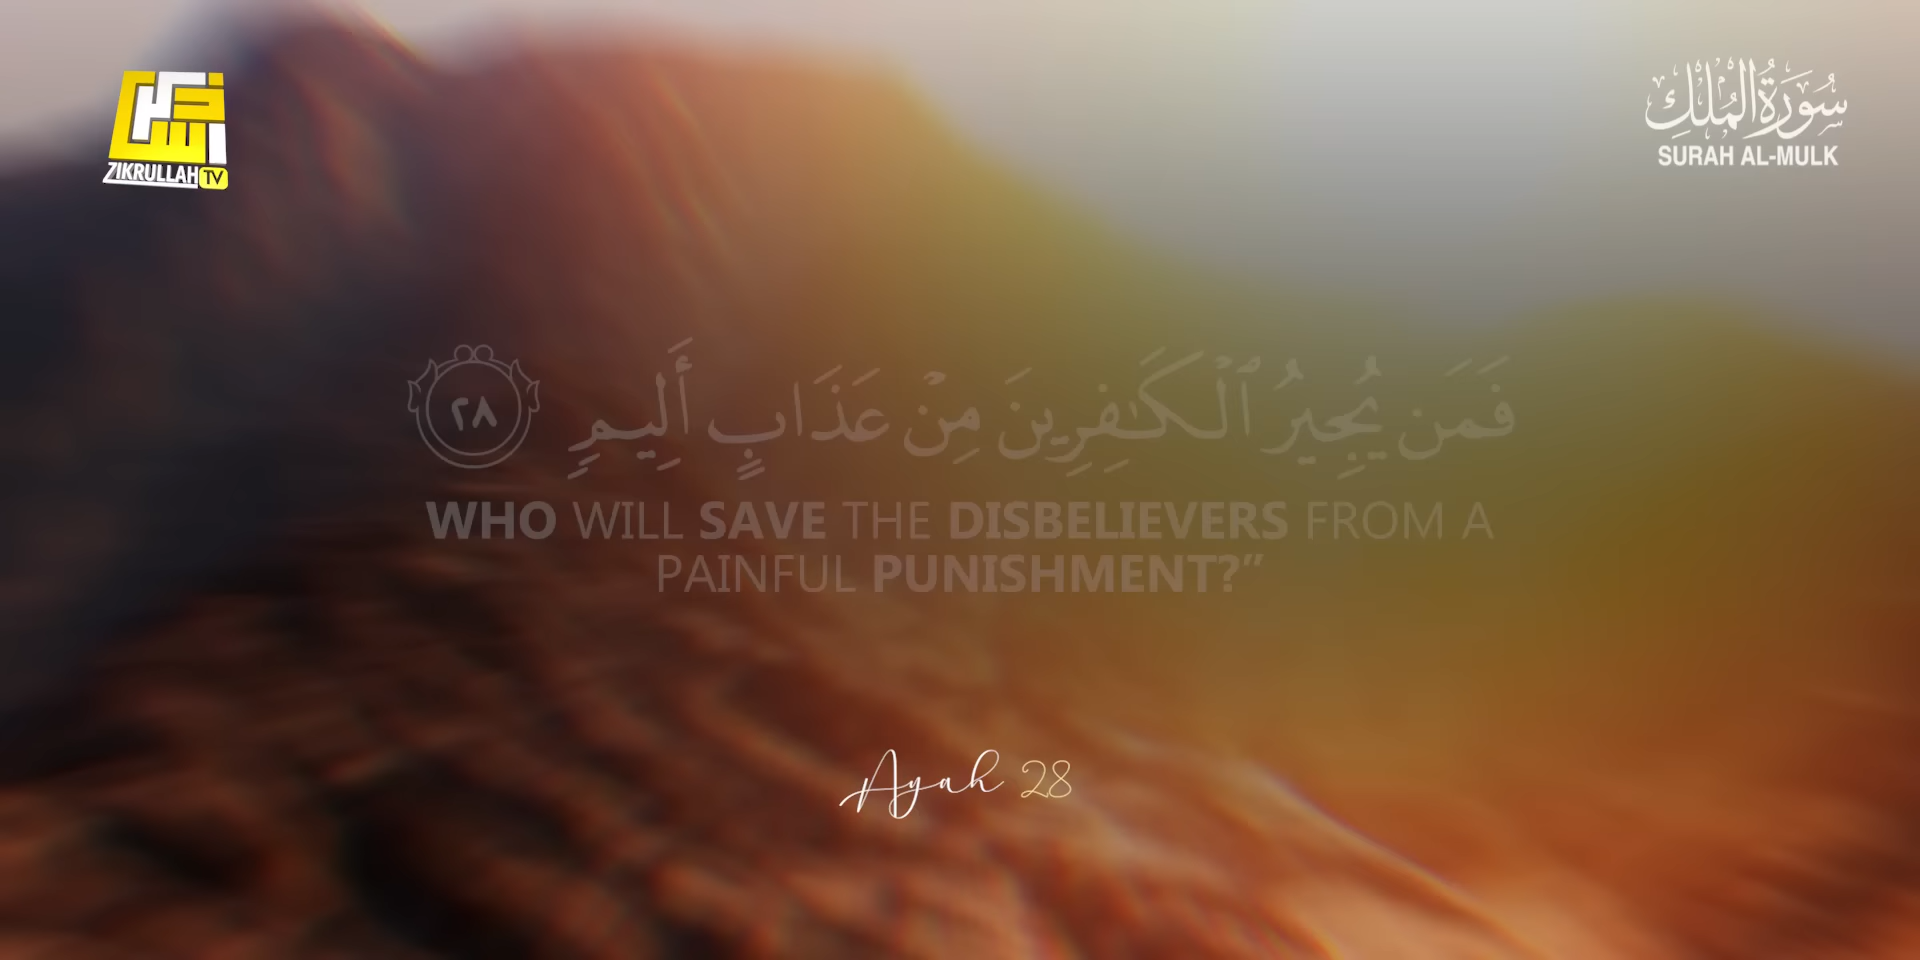 ذكر الله
ZIKRULLAH TV
سُورَةُ الْمُلْكِ
SURAH AL-MULK
فَمَن يُجِيرُ ٱلْكَـٰفِرِينَ مِنْ عَذَابٍ أَلِيمٍ ٢٨
WHO WILL SAVE THE DISBELIEVERS FROM A
PAINFUL PUNISHMENT?”
Ayah 28